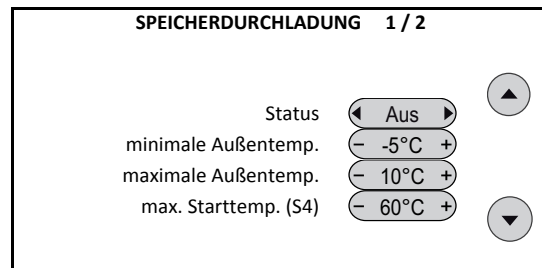 SPEICHERDURCHLADUNG 1 / 2
Status Aus
minimale Außentemp. - -5°C +
maximale Außentemp. - 10°C +
max. Starttemp. (S4) - 60°C +